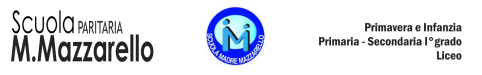 Scuola PARITARIA
M.Mazzarello
SCUOLA MADRE MAZZARELLO
Primavera e Infanzia
Primaria - Secondaria I° grado
Liceo